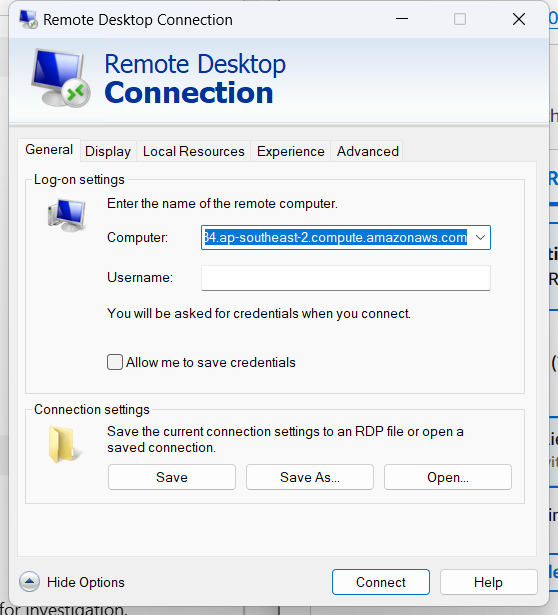 Remote Desktop Connection
Remote Desktop
Connection
General Display Local Resources Experience Advanced
Log-on settings
Enter the name of the remote computer.
Computer: 34.ap-southeast-2.compute.amazonaws.com
Username:
You will be asked for credentials when you connect.
Allow me to save credentials
Connection settings
Save the current connection settings to an RDP file or open a
saved connection.
Save Save As... Open...
Hide Options Connect Help
for investigation.